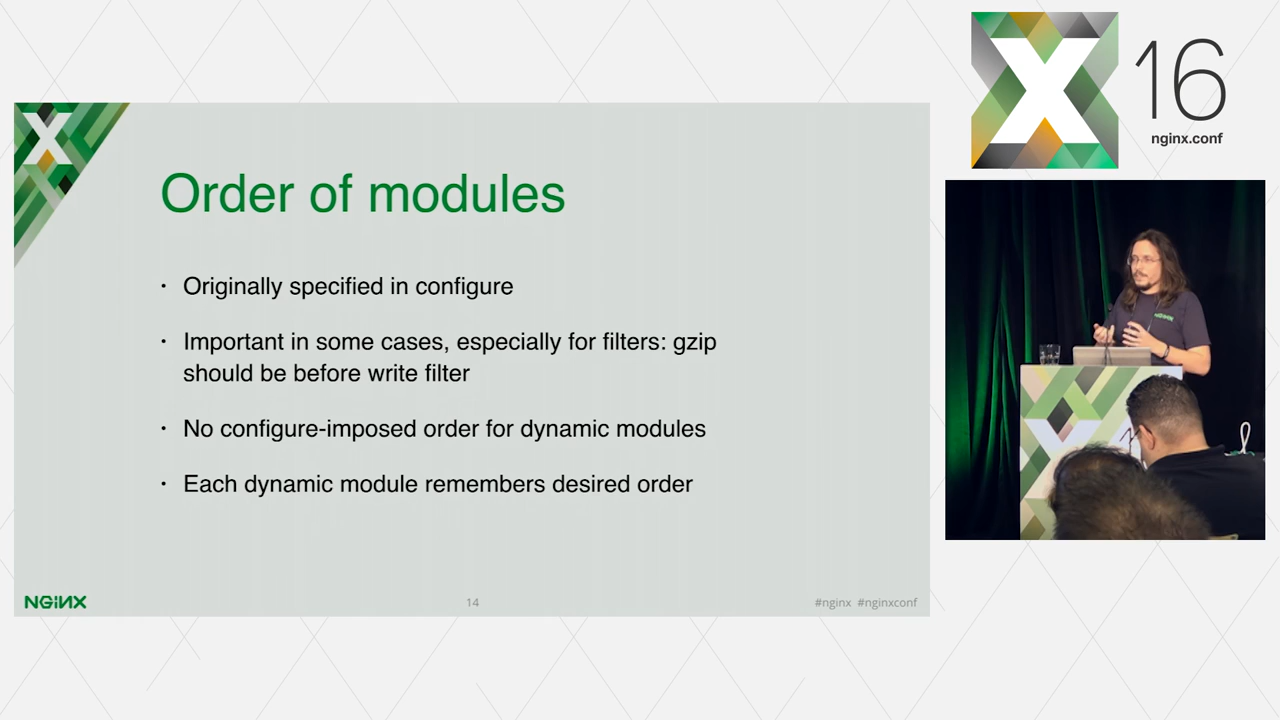 16
nginx.conf
Order of modules
· Originally specified in configure
· Important in some cases, especially for filters: gzip
should be before write filter
· No configure-imposed order for dynamic modules
· Each dynamic module remembers desired order
NGINX
14
#nginx #nginxconf
NGINX